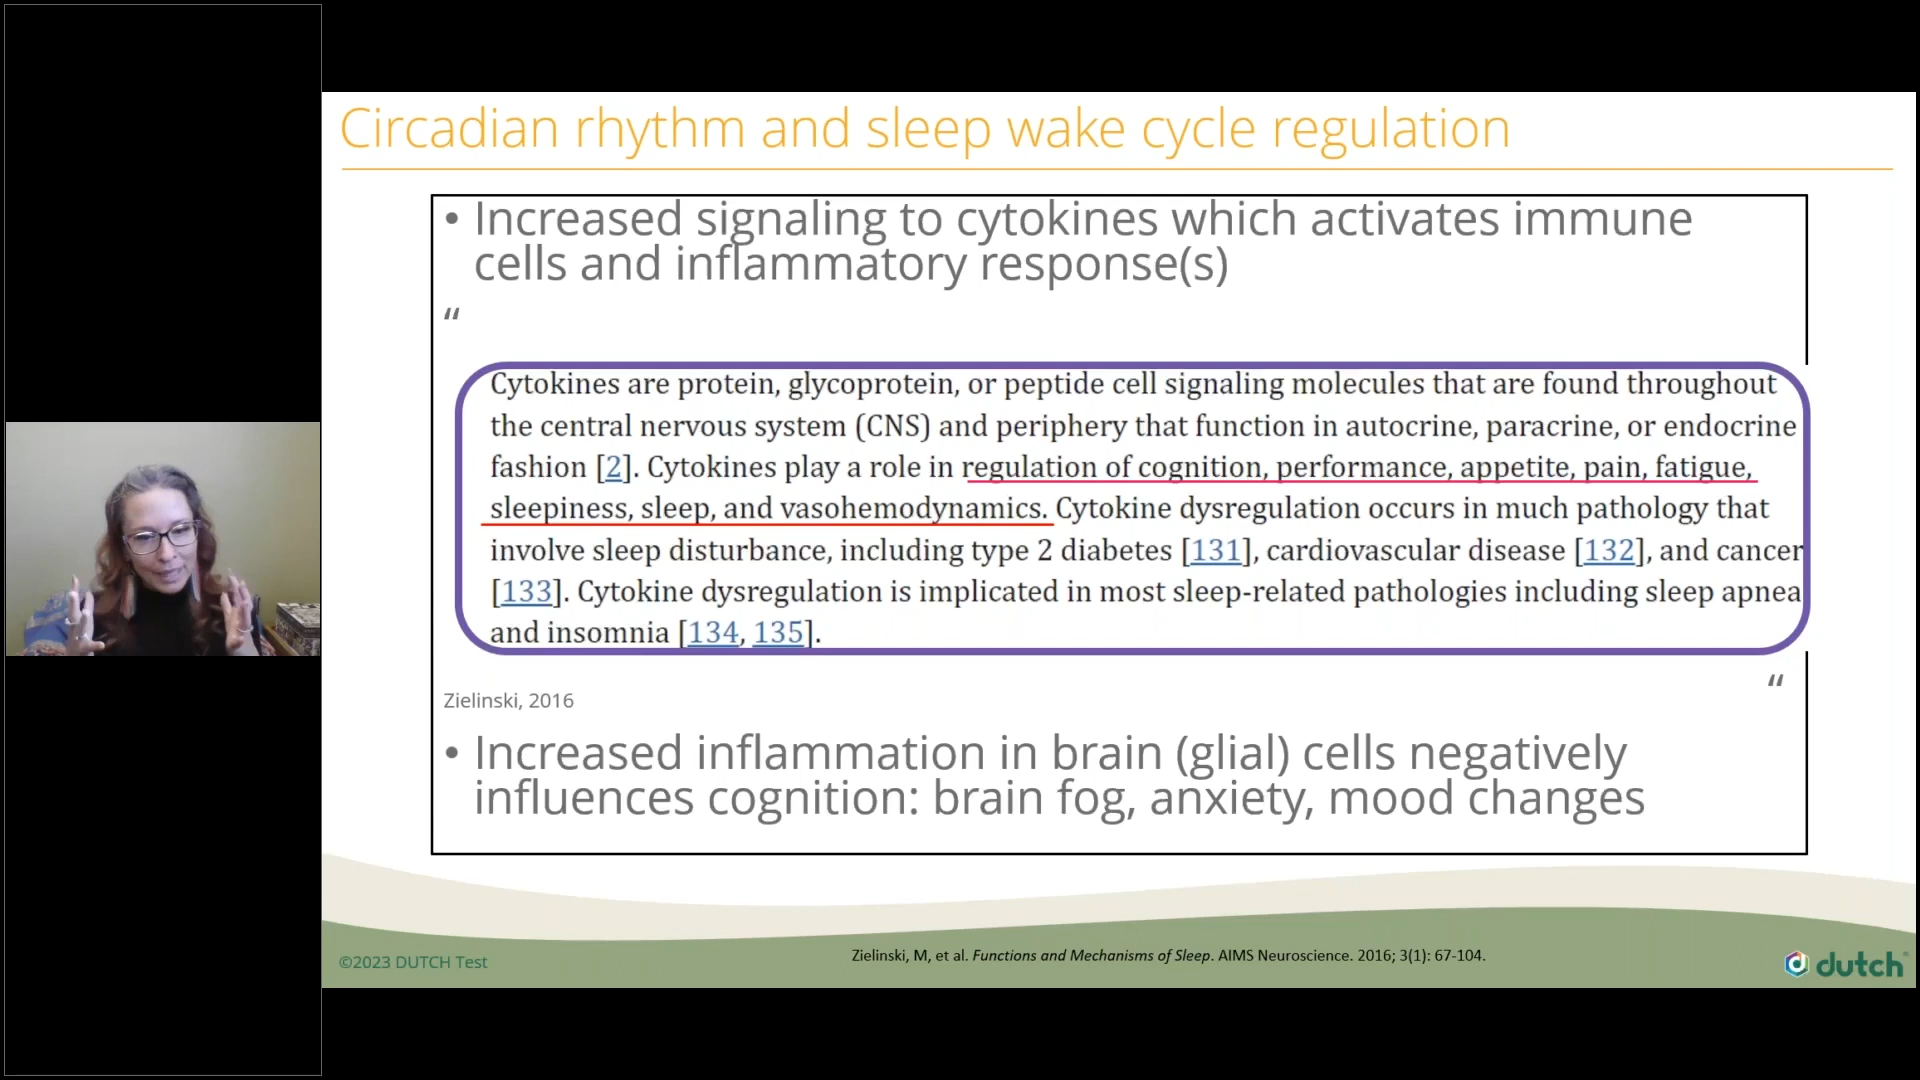 Circadian rhythm and sleep wake cycle regulation
• Increased signaling to cytokines which activates immune
cells and inflammatory response(s)
“
Cytokines are protein, glycoprotein, or peptide cell signaling molecules that are found throughout
the central nervous system (CNS) and periphery that function in autocrine, paracrine, or endocrine
fashion [2]. Cytokines play a role in regulation of cognition, performance, appetite, pain, fatigue,
sleepiness, sleep, and vasohemodynamics. Cytokine dysregulation occurs in much pathology that
involve sleep disturbance, including type 2 diabetes [131], cardiovascular disease [132], and cancer
[133]. Cytokine dysregulation is implicated in most sleep-related pathologies including sleep apnea
and insomnia [134, 135].
“
Zielinski, 2016
• Increased inflammation in brain (glial) cells negatively
influences cognition: brain fog, anxiety, mood changes
©2023 DUTCH Test
Zielinski, M, et al. Functions and Mechanisms of Sleep. AIMS Neuroscience. 2016; 3(1): 67-104.
dutch